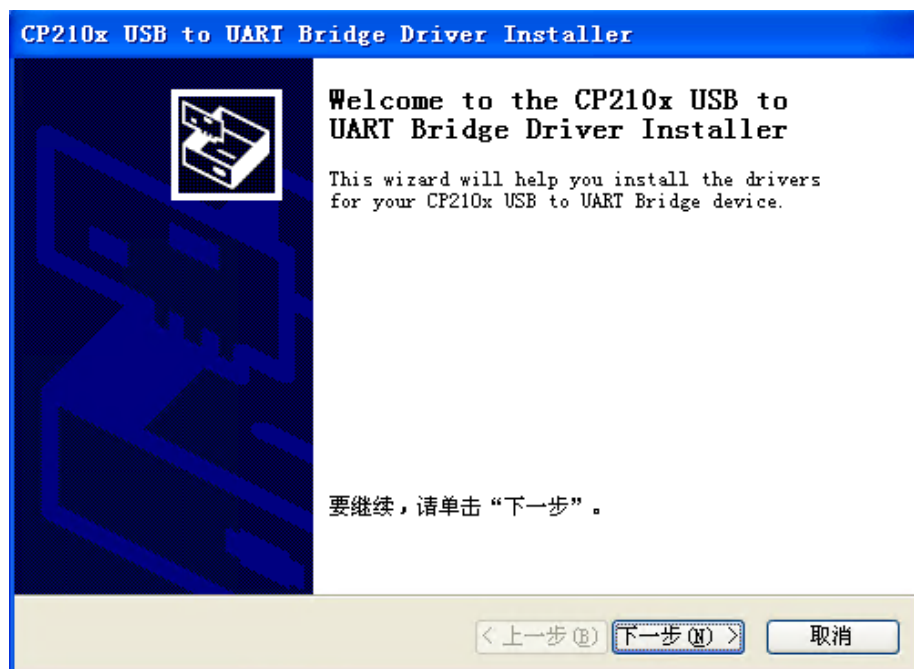 CP210x USB to UART Bridge Driver Installer
Welcome to the CP210x USB to
UART Bridge Driver Installer
This wizard will help you install the drivers
for your CP210x USB to UART Bridge device.
要继续，请单击“下一步”。
< 上一步(B)
下一步(N) >
取消